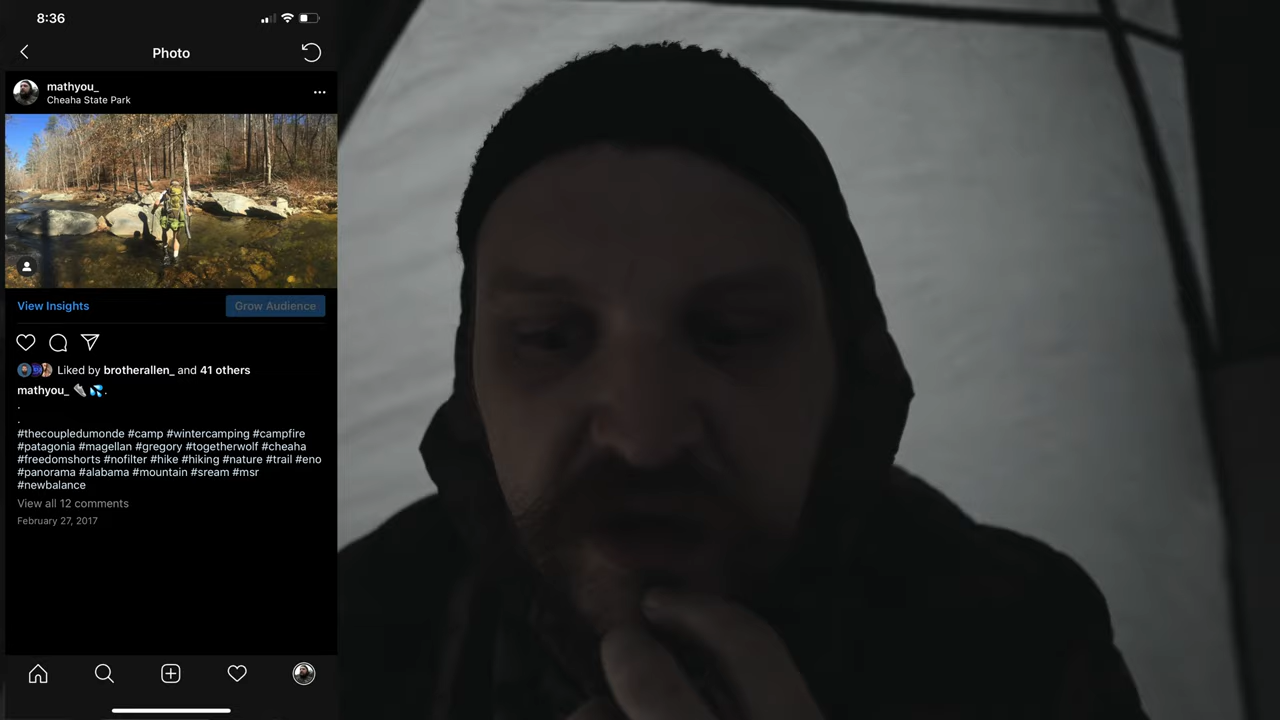 8:36
Photo
mathyou_
Cheaha State Park
View Insights
Grow Audience
Liked by brotherallen_ and 41 others
mathyou_ 👟 💦 .
.
.
#thecoupledumonde #camp #wintercamping #campfire
#patagonia #magellan #gregory #togetherwolf #cheaha
#freedomshorts #nofilter #hike #hiking #nature #trail #eno
#panorama #alabama #mountain #sream #msr
#newbalance
View all 12 comments
February 27, 2017